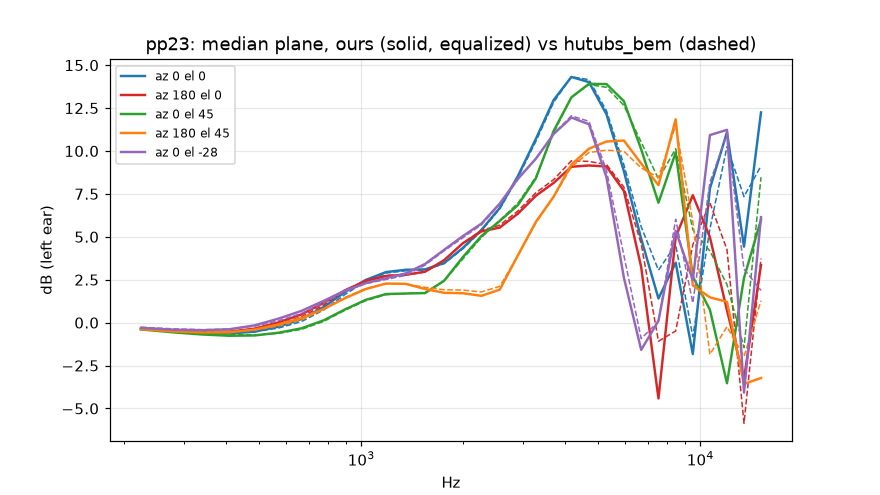 pp23: median plane, ours (solid, equalized) vs hutubs_bem (dashed)
15.0
12.5
10.0
7.5
5.0
2.5
0.0
−2.5
−5.0
dB (left ear)
az 0 el 0
az 180 el 0
az 0 el 45
az 180 el 45
az 0 el -28
10³
10⁴
Hz